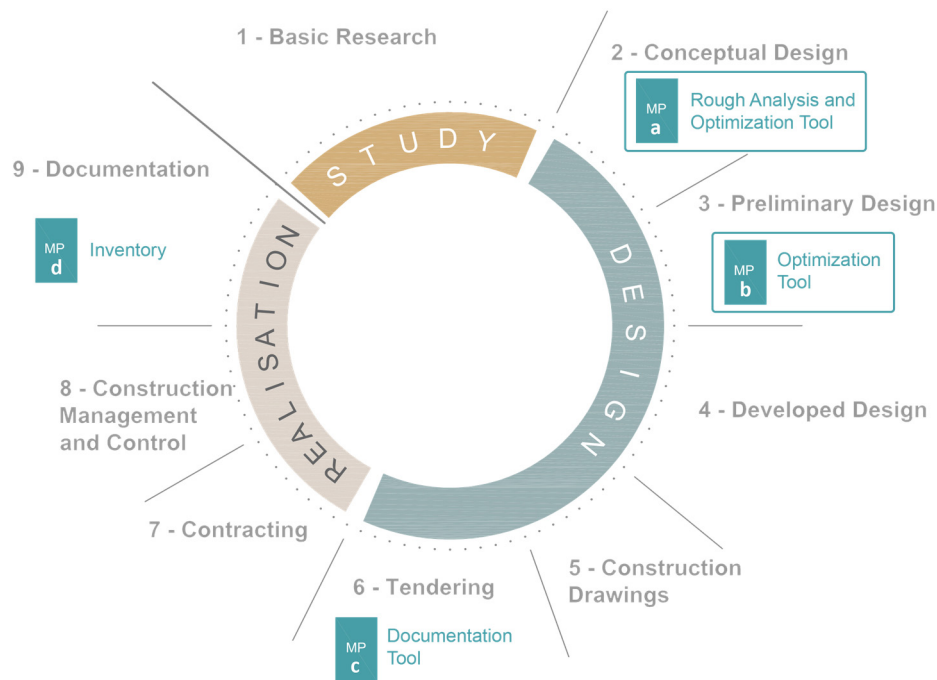 1 - Basic Research
2 - Conceptual Design
MP
a
Rough Analysis and
Optimization Tool
3 - Preliminary Design
MP
b
Optimization
Tool
4 - Developed Design
5 - Construction
Drawings
6 - Tendering
MP
c
Documentation
Tool
7 - Contracting
8 - Construction
Management
and Control
9 - Documentation
MP
d
Inventory
STUDY
DESIGN
REALISATION